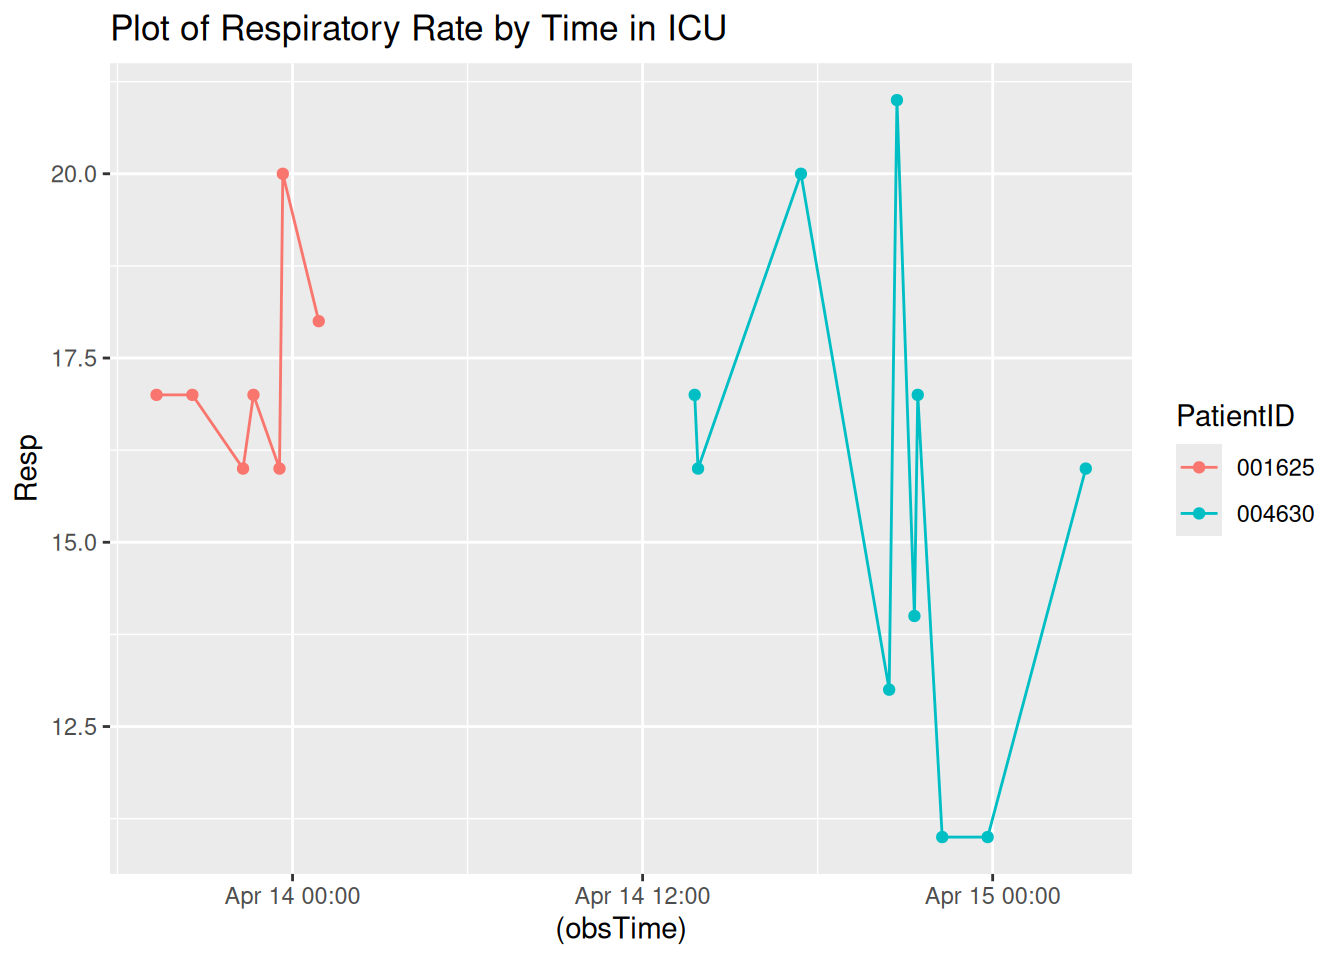 Plot of Respiratory Rate by Time in ICU
Resp
20.0
17.5
15.0
12.5
Apr 14 00:00
Apr 14 12:00
Apr 15 00:00
(obsTime)
PatientID
001625
004630